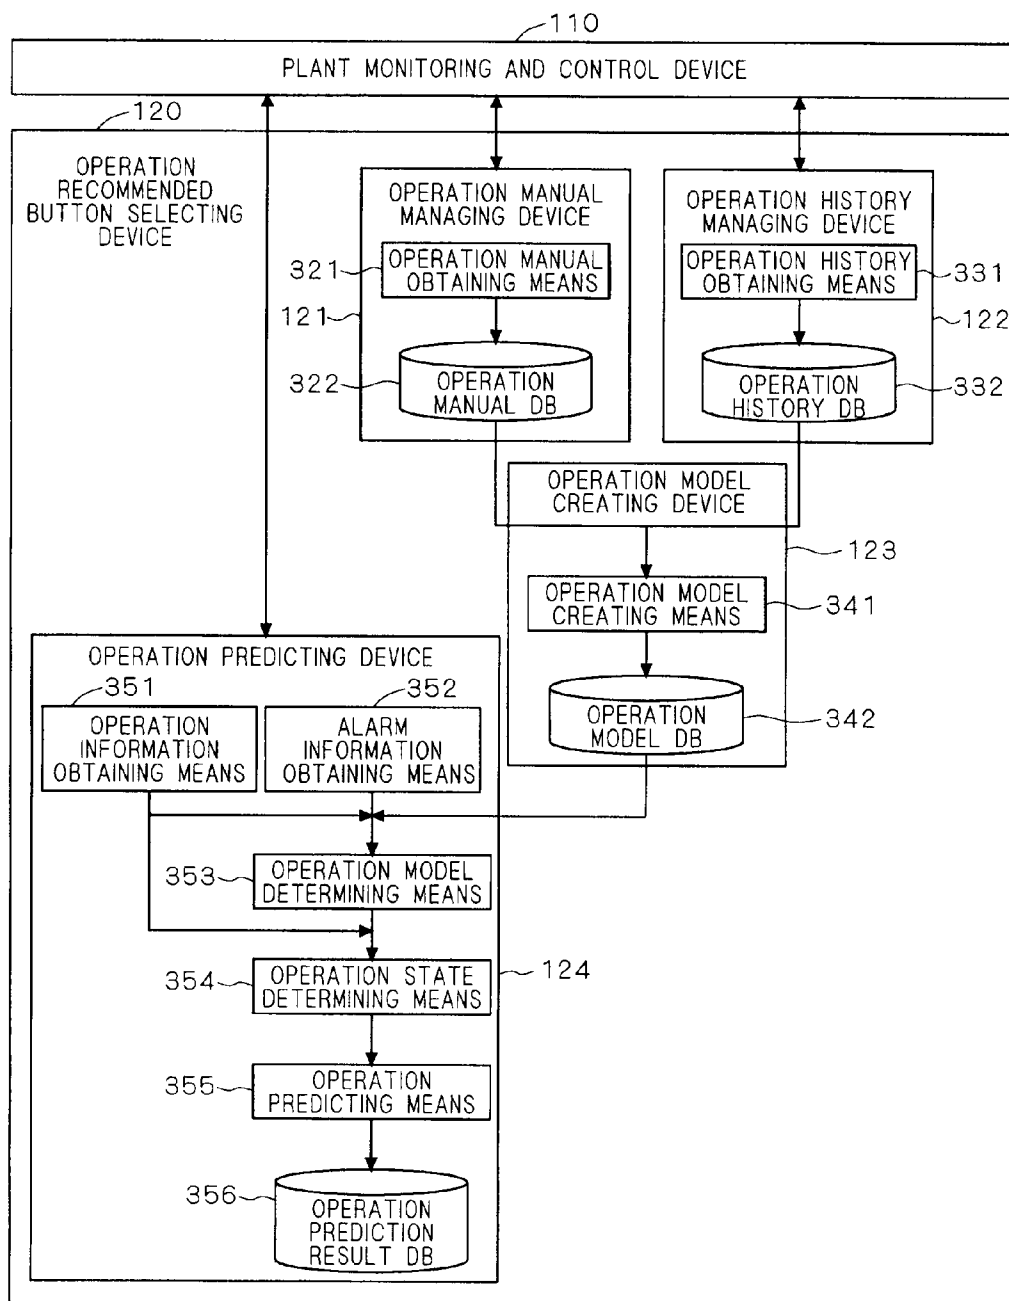 110
PLANT MONITORING AND CONTROL DEVICE
120
OPERATION
RECOMMENDED
BUTTON SELECTING
DEVICE
OPERATION MANUAL
MANAGING DEVICE
321
OPERATION MANUAL
OBTAINING MEANS
121
322
OPERATION
MANUAL DB
OPERATION HISTORY
MANAGING DEVICE
OPERATION HISTORY
OBTAINING MEANS
331
122
OPERATION
HISTORY DB
332
OPERATION MODEL
CREATING DEVICE
123
OPERATION MODEL
CREATING MEANS
341
OPERATION
MODEL DB
342
OPERATION PREDICTING DEVICE
351
OPERATION
INFORMATION
OBTAINING MEANS
352
ALARM
INFORMATION
OBTAINING MEANS
353
OPERATION MODEL
DETERMINING MEANS
354
OPERATION STATE
DETERMINING MEANS
124
355
OPERATION
PREDICTING MEANS
356
OPERATION
PREDICTION
RESULT DB